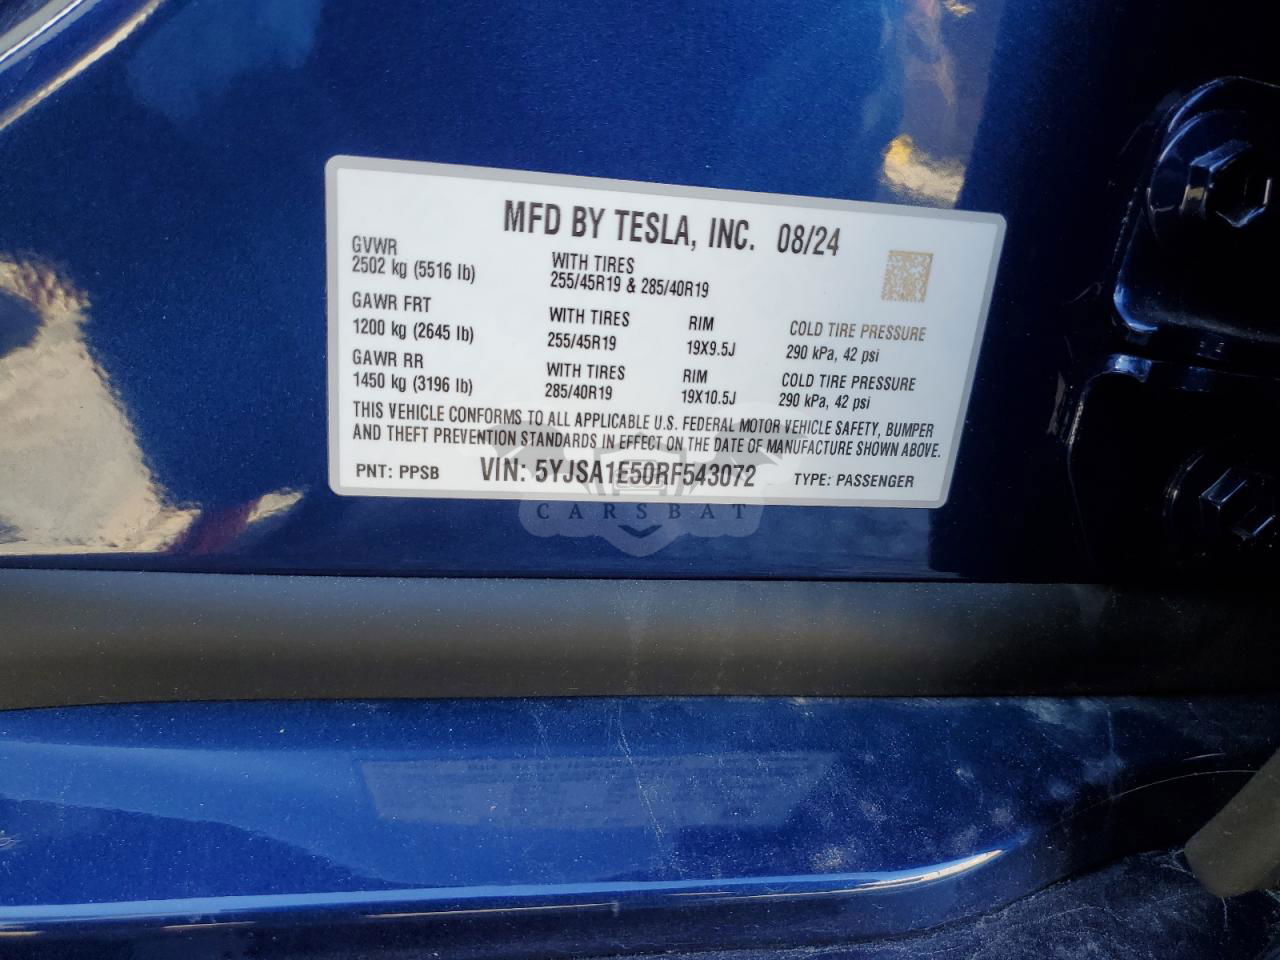 MFD BY TESLA, INC. 08/24
GVWR
2502 kg (5516 lb)
WITH TIRES
255/45R19 & 285/40R19
GAWR FRT
1200 kg (2645 lb)
WITH TIRES
255/45R19
RIM
19X9.5J
COLD TIRE PRESSURE
290 kPa, 42 psi
GAWR RR
1450 kg (3196 lb)
WITH TIRES
285/40R19
RIM
19X10.5J
COLD TIRE PRESSURE
290 kPa, 42 psi
THIS VEHICLE CONFORMS TO ALL APPLICABLE U.S. FEDERAL MOTOR VEHICLE SAFETY, BUMPER
AND THEFT PREVENTION STANDARDS IN EFFECT ON THE DATE OF MANUFACTURE SHOWN ABOVE.
PNT: PPSB VIN: 5YJSA1E50RF543072 TYPE: PASSENGER
CARSBAT